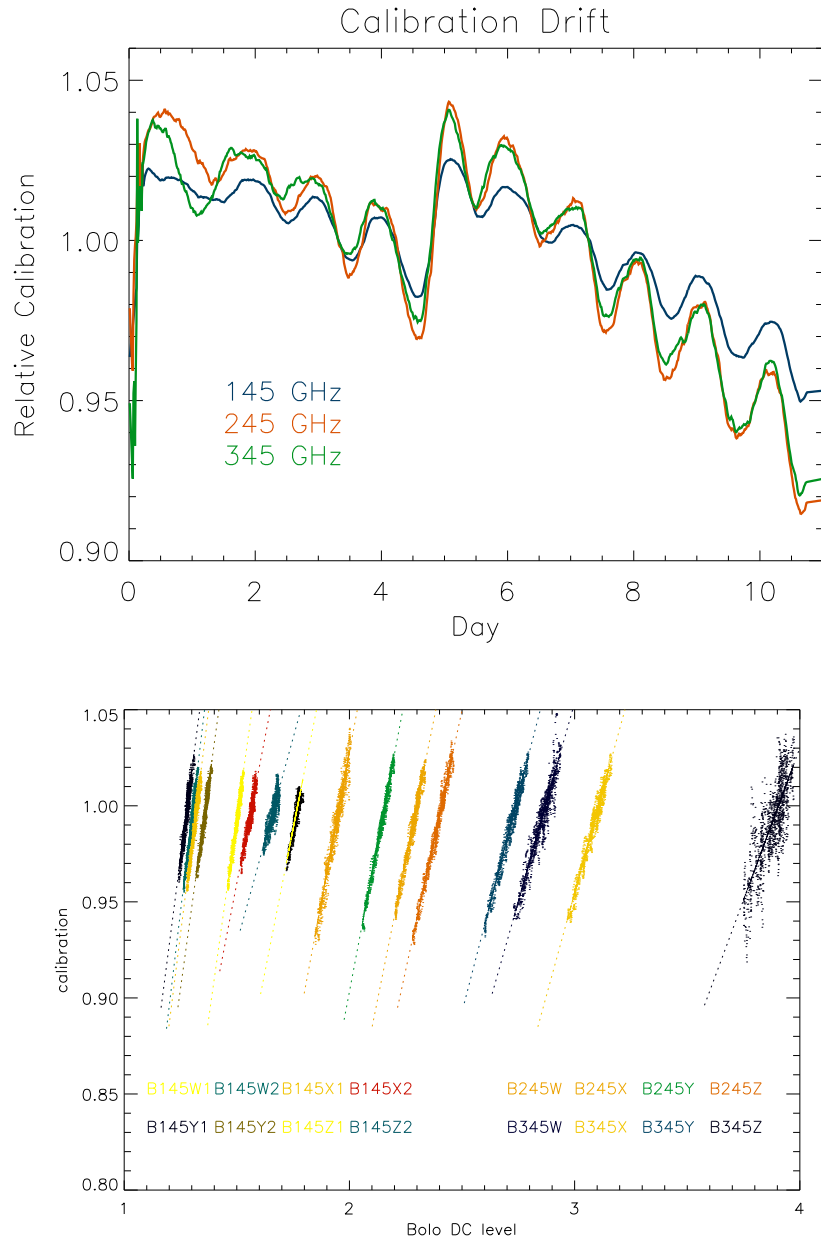 Calibration Drift
1.05
1.00
0.95
0.90
Relative Calibration
145 GHz
245 GHz
345 GHz
0 2 4 6 8 10
Day
1.05
1.00
0.95
0.90
0.85
0.80
calibration
B145W1 B145W2 B145X1 B145X2 B245W B245X B245Y B245Z
B145Y1 B145Y2 B145Z1 B145Z2 B345W B345X B345Y B345Z
1 2 3 4
Bolo DC level